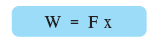 W = F x